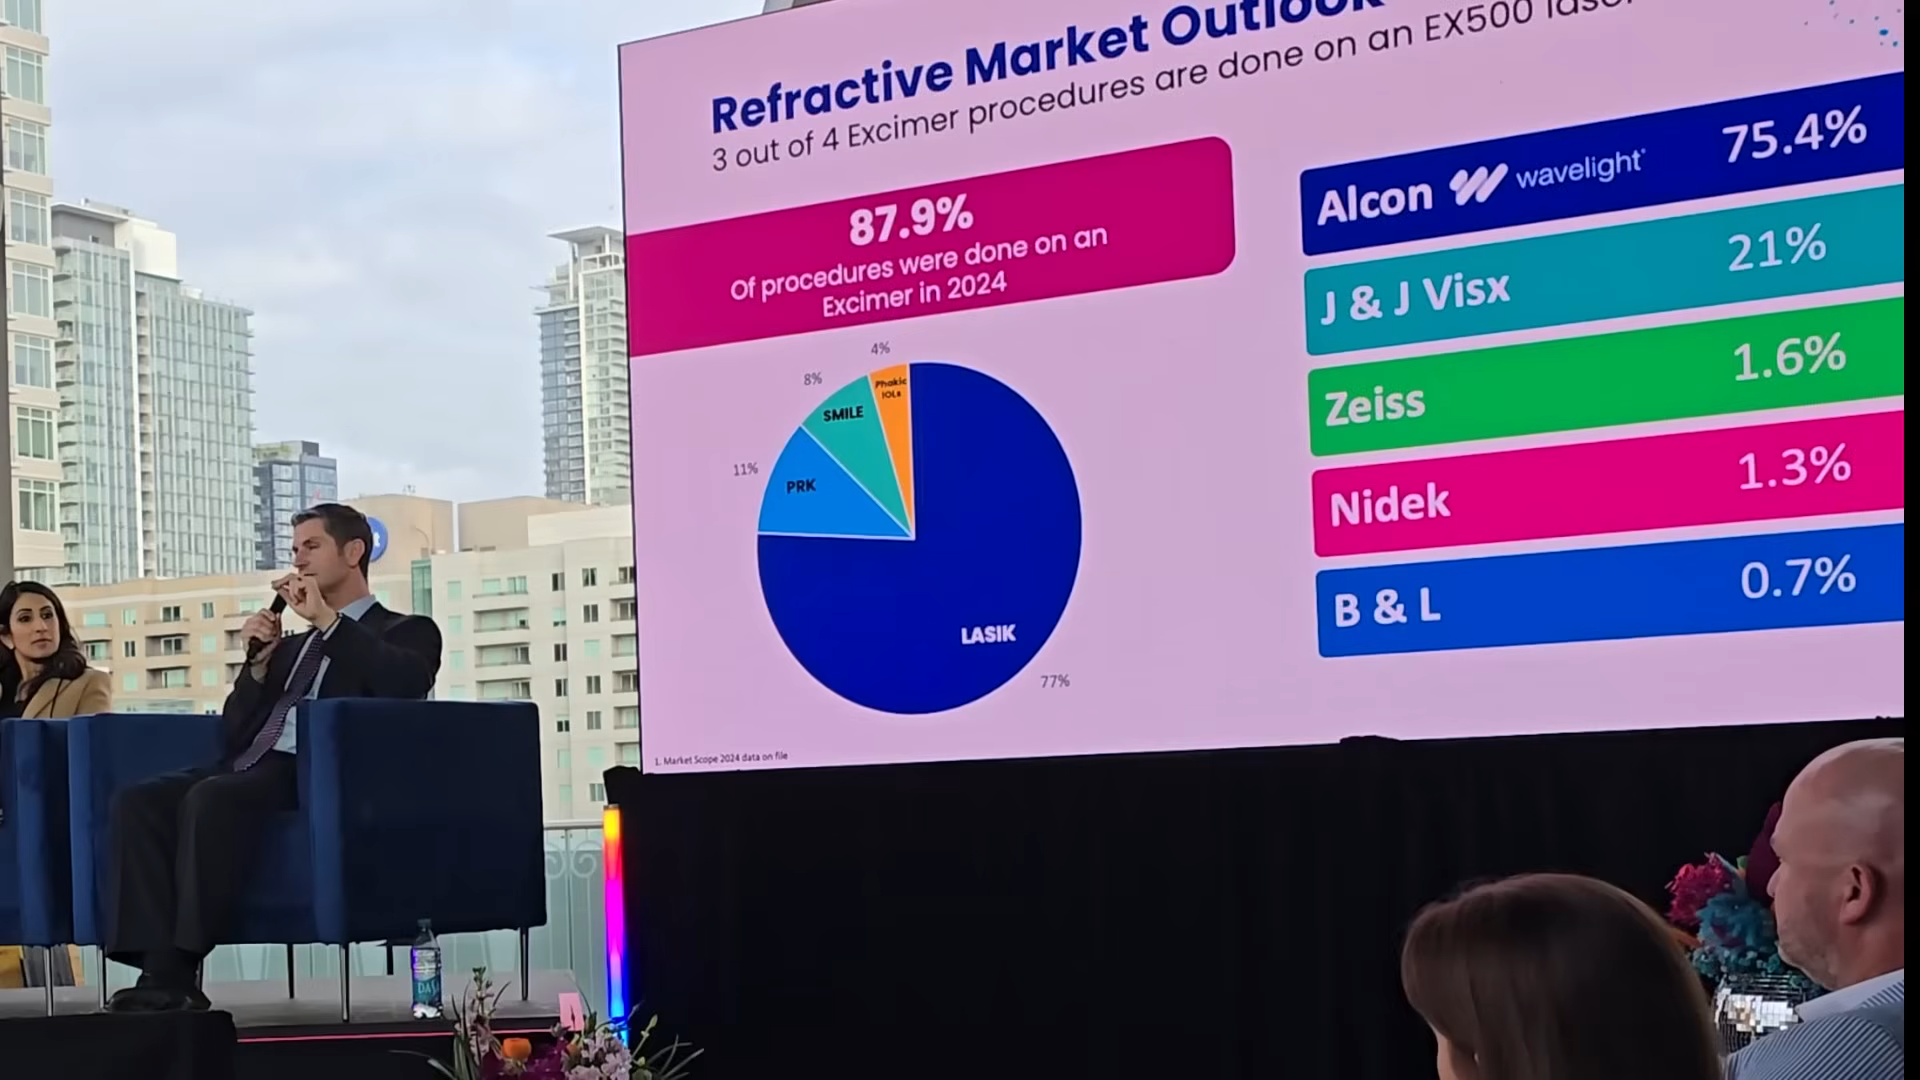 Refractive Market Outlook
3 out of 4 Excimer procedures are done on an EX500 laser
87.9%
Of procedures were done on an
Excimer in 2024
4%
8%
11%
77%
Phakic
IOLs
SMILE
PRK
LASIK
Alcon wavelight 75.4%
J & J Visx 21%
Zeiss 1.6%
Nidek 1.3%
B & L 0.7%
1. Market Scope 2024 data on file